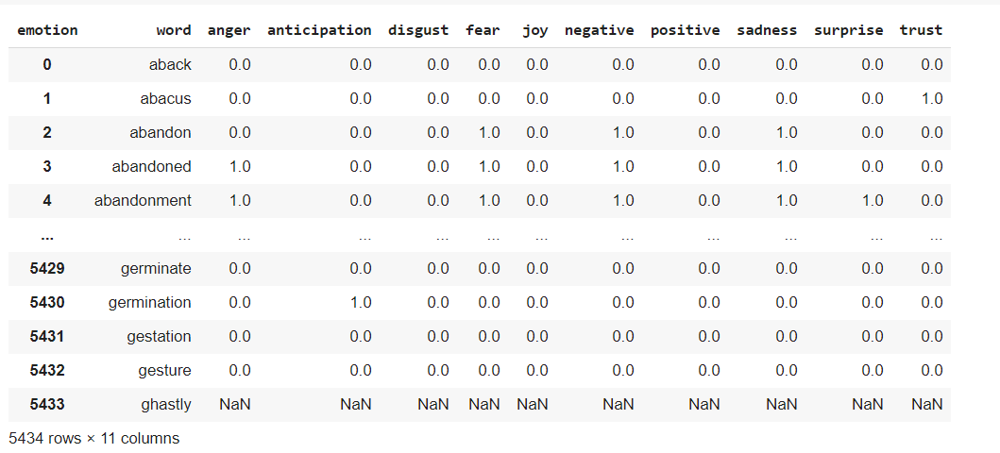 emotion word anger anticipation disgust fear joy negative positive sadness surprise trust
0 aback 0.0 0.0 0.0 0.0 0.0 0.0 0.0 0.0 0.0 0.0
1 abacus 0.0 0.0 0.0 0.0 0.0 0.0 0.0 0.0 0.0 1.0
2 abandon 0.0 0.0 0.0 1.0 0.0 1.0 0.0 1.0 0.0 0.0
3 abandoned 1.0 0.0 0.0 1.0 0.0 1.0 0.0 1.0 0.0 0.0
4 abandonment 1.0 0.0 0.0 1.0 0.0 1.0 0.0 1.0 1.0 0.0
... ... ... ... ... ... ... ... ... ... ... ...
5429 germinate 0.0 0.0 0.0 0.0 0.0 0.0 0.0 0.0 0.0 0.0
5430 germination 0.0 1.0 0.0 0.0 0.0 0.0 0.0 0.0 0.0 0.0
5431 gestation 0.0 0.0 0.0 0.0 0.0 0.0 0.0 0.0 0.0 0.0
5432 gesture 0.0 0.0 0.0 0.0 0.0 0.0 0.0 0.0 0.0 0.0
5433 ghastly NaN NaN NaN NaN NaN NaN NaN NaN NaN NaN
5434 rows × 11 columns